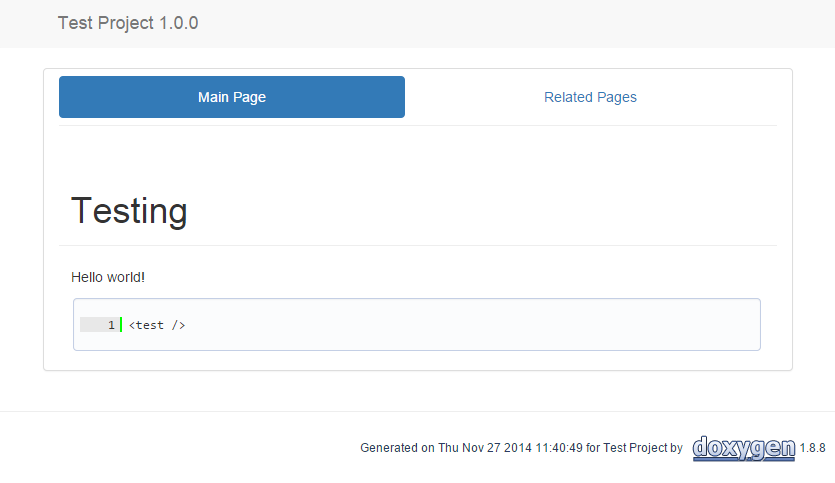 Test Project 1.0.0
Main Page Related Pages
Testing
Hello world!
1 <test />
Generated on Thu Nov 27 2014 11:40:49 for Test Project by doxygen 1.8.8